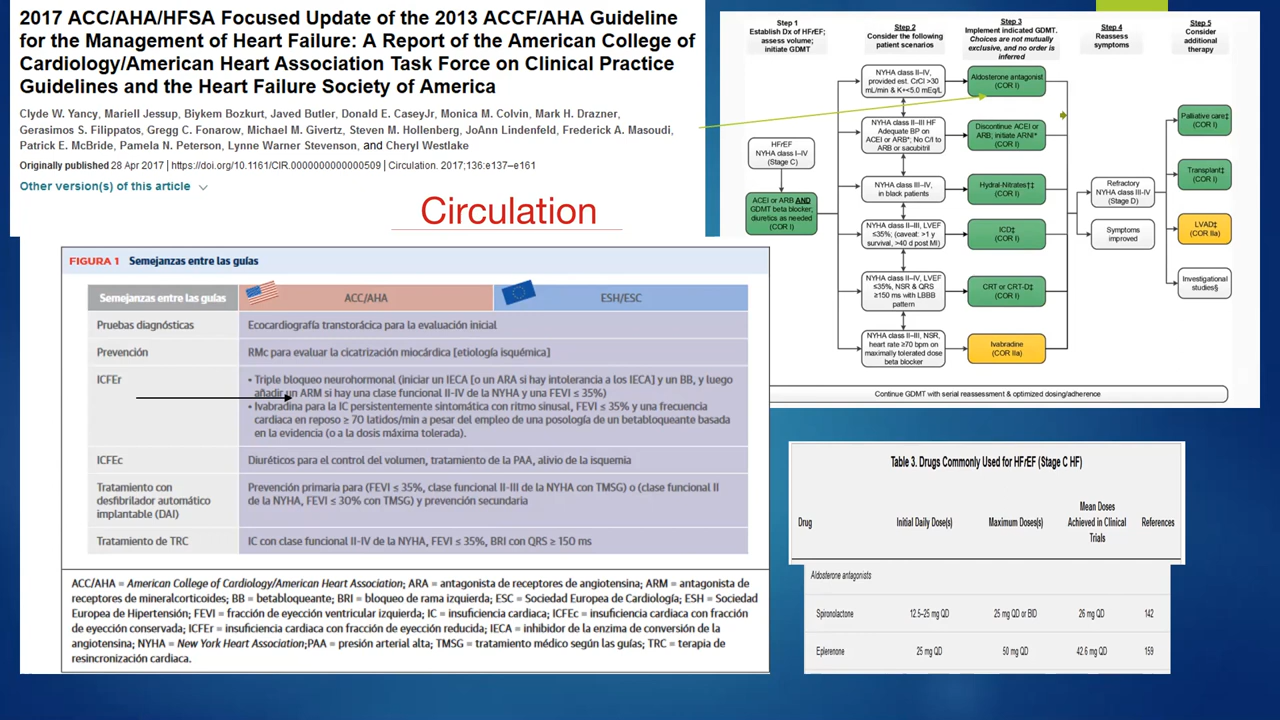 2017 ACC/AHA/HFSA Focused Update of the 2013 ACCF/AHA Guideline
for the Management of Heart Failure: A Report of the American College of
Cardiology/American Heart Association Task Force on Clinical Practice
Guidelines and the Heart Failure Society of America
Clyde W. Yancy, Mariell Jessup, Biykem Bozkurt, Javed Butler, Donald E. CaseyJr, Monica M. Colvin, Mark H. Drazner,
Gerasimos S. Filippatos, Gregg C. Fonarow, Michael M. Givertz, Steven M. Hollenberg, JoAnn Lindenfeld, Frederick A. Masoudi,
Patrick E. McBride, Pamela N. Peterson, Lynne Warner Stevenson, and Cheryl Westlake
Originally published 28 Apr 2017 | https://doi.org/10.1161/CIR.0000000000000509 | Circulation. 2017;136:e137–e161
Other version(s) of this article
Circulation
Step 1
Establish Dx of HFrEF;
assess volume;
initiate GDMT
Step 2
Consider the following
patient scenarios
Step 3
Implement indicated GDMT.
Choices are not mutually
exclusive, and no order is
inferred
Step 4
Reassess
symptoms
Step 5
Consider
additional
therapy
HFrEF
NYHA class I–IV
(Stage C)
ACEI or ARB AND
GDMT beta blocker;
diuretics as needed
(COR I)
NYHA class II–IV,
provided est. CrCl >30
mL/min & K+<5.0 mEq/L
Aldosterone antagonist
(COR I)
NYHA class II–III HF
Adequate BP on
ACEI or ARB*; No C/I to
ARB or sacubitril
Discontinue ACEI or
ARB; initiate ARNI*
(COR I)
NYHA class III–IV,
in black patients
Hydral-Nitrates†‡
(COR I)
NYHA class II–III, LVEF
≤35%; (caveat: >1 y
survival, >40 d post MI)
ICD‡
(COR I)
NYHA class II–IV, LVEF
≤35%, NSR & QRS
≥150 ms with LBBB
pattern
CRT or CRT-D‡
(COR I)
NYHA class II–III, NSR,
heart rate ≥70 bpm on
maximally tolerated dose
beta blocker
Ivabradine
(COR IIa)
Refractory
NYHA class III-IV
(Stage D)
Symptoms
improved
Palliative care‡
(COR I)
Transplant‡
(COR I)
LVAD‡
(COR IIa)
Investigational
studies§
Continue GDMT with serial reassessment & optimized dosing/adherence
FIGURA 1 Semejanzas entre las guías
Semejanzas entre las guías ACC/AHA ESH/ESC
Pruebas diagnósticas Ecocardiografía transtorácica para la evaluación inicial
Prevención RMc para evaluar la cicatrización miocárdica [etiología isquémica]
ICFEr • Triple bloqueo neurohormonal (iniciar un IECA [o un ARA si hay intolerancia a los IECA] y un BB, y luego
añadir un ARM si hay una clase funcional II-IV de la NYHA y una FEVI ≤ 35%)
• Ivabradina para la IC persistentemente sintomática con ritmo sinusal, FEVI ≤ 35% y una frecuencia
cardiaca en reposo ≥ 70 latidos/min a pesar del empleo de una posología de un betabloqueante basada
en la evidencia (o a la dosis máxima tolerada).
ICFEc Diuréticos para el control del volumen, tratamiento de la PAA, alivio de la isquemia
Tratamiento con
desfibrilador automático
implantable (DAI)
Prevención primaria para (FEVI ≤ 35%, clase funcional II-III de la NYHA con TMSG) o (clase funcional II
de la NYHA, FEVI ≤ 30% con TMSG) y prevención secundaria
Tratamiento de TRC IC con clase funcional II-IV de la NYHA, FEVI ≤ 35%, BRI con QRS ≥ 150 ms
ACC/AHA = American College of Cardiology/American Heart Association; ARA = antagonista de receptores de angiotensina; ARM = antagonista de
receptores de mineralcorticoides; BB = betabloqueante; BRI = bloqueo de rama izquierda; ESC = Sociedad Europea de Cardiología; ESH = Sociedad
Europea de Hipertensión; FEVI = fracción de eyección ventricular izquierda; IC = insuficiencia cardiaca; ICFEc = insuficiencia cardiaca con fracción
de eyección conservada; ICFEr = insuficiencia cardiaca con fracción de eyección reducida; IECA = inhibidor de la enzima de conversión de la
angiotensina; NYHA = New York Heart Association;PAA = presión arterial alta; TMSG = tratamiento médico según las guías; TRC = terapia de
resincronización cardiaca.
Table 3. Drugs Commonly Used for HFrEF (Stage C HF)
Drug Initial Daily Dose(s) Maximum Doses(s) Mean Doses
Achieved in Clinical
Trials References
Aldosterone antagonists
Spironolactone 12.5–25 mg QD 25 mg QD or BID 26 mg QD 142
Eplerenone 25 mg QD 50 mg QD 42.6 mg QD 159